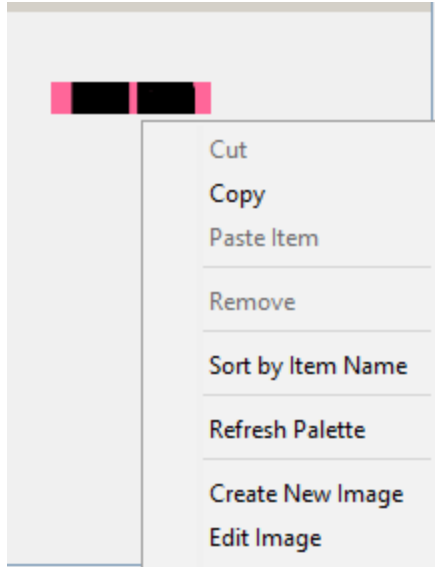 Cut
Copy
Paste Item
Remove
Sort by Item Name
Refresh Palette
Create New Image
Edit Image